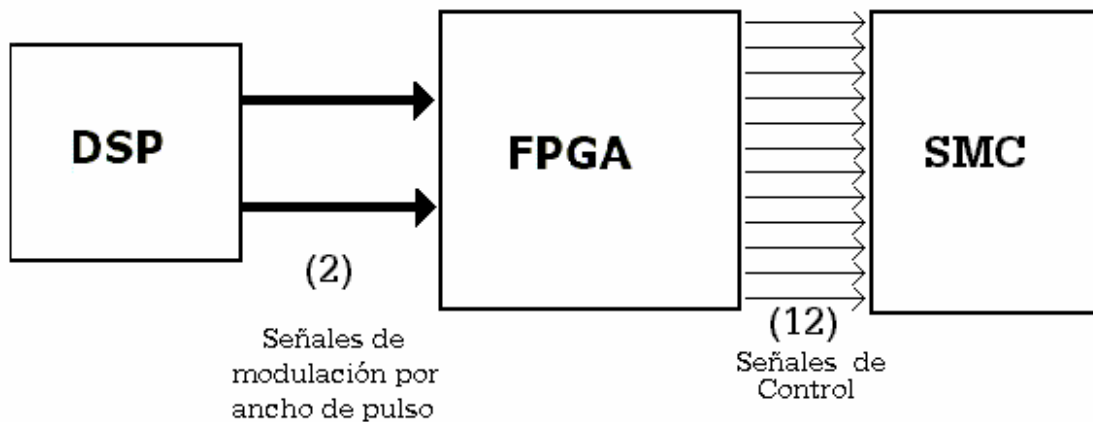 DSP
FPGA
SMC
(2)
Señales de
modulación por
ancho de pulso
(12)
Señales de
Control